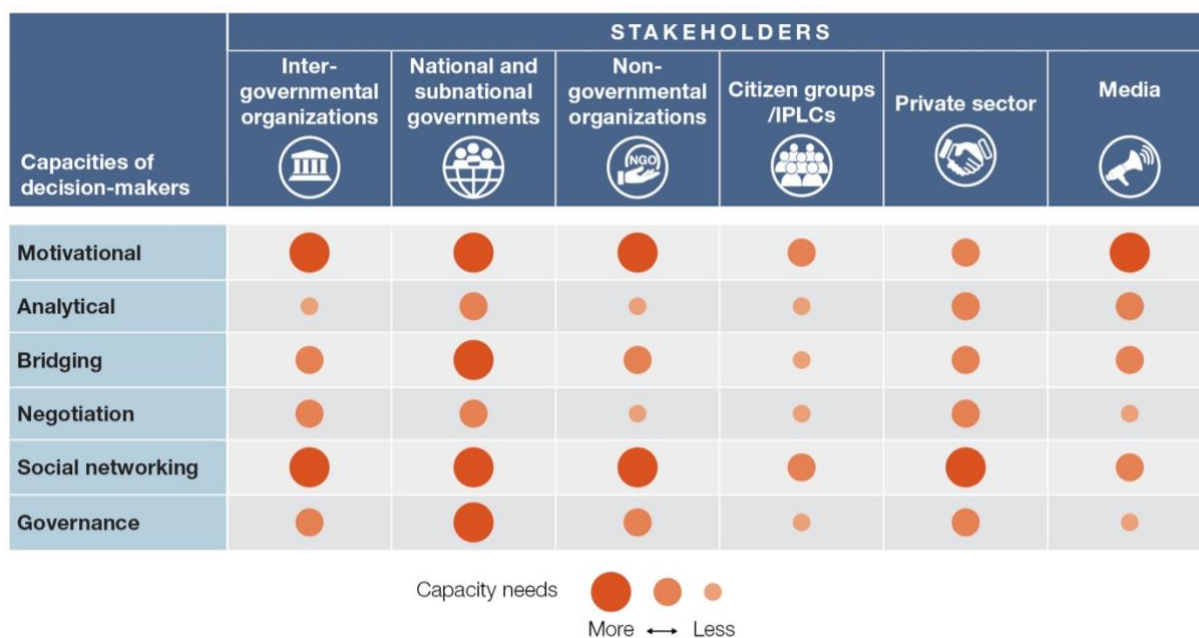 STAKEHOLDERS
Capacities of
decision-makers
Inter-
governmental
organizations
National and
subnational
governments
Non-
governmental
organizations
NGO
Citizen groups
/IPLCs
Private sector
Media
Motivational
Analytical
Bridging
Negotiation
Social networking
Governance
Capacity needs
More ⟷ Less